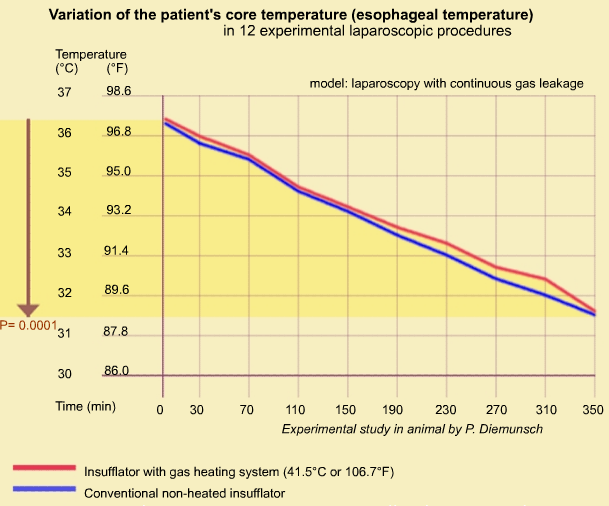 Variation of the patient's core temperature (esophageal temperature)
in 12 experimental laparoscopic procedures
Temperature
(°C) (°F)
model: laparoscopy with continuous gas leakage
37 98.6
36 96.8
35 95.0
34 93.2
33 91.4
32 89.6
P= 0.0001
31 87.8
30 86.0
Time (min) 0 30 70 110 150 190 230 270 310 350
Experimental study in animal by P. Diemunsch
Insufflator with gas heating system (41.5°C or 106.7°F)
Conventional non-heated insufflator